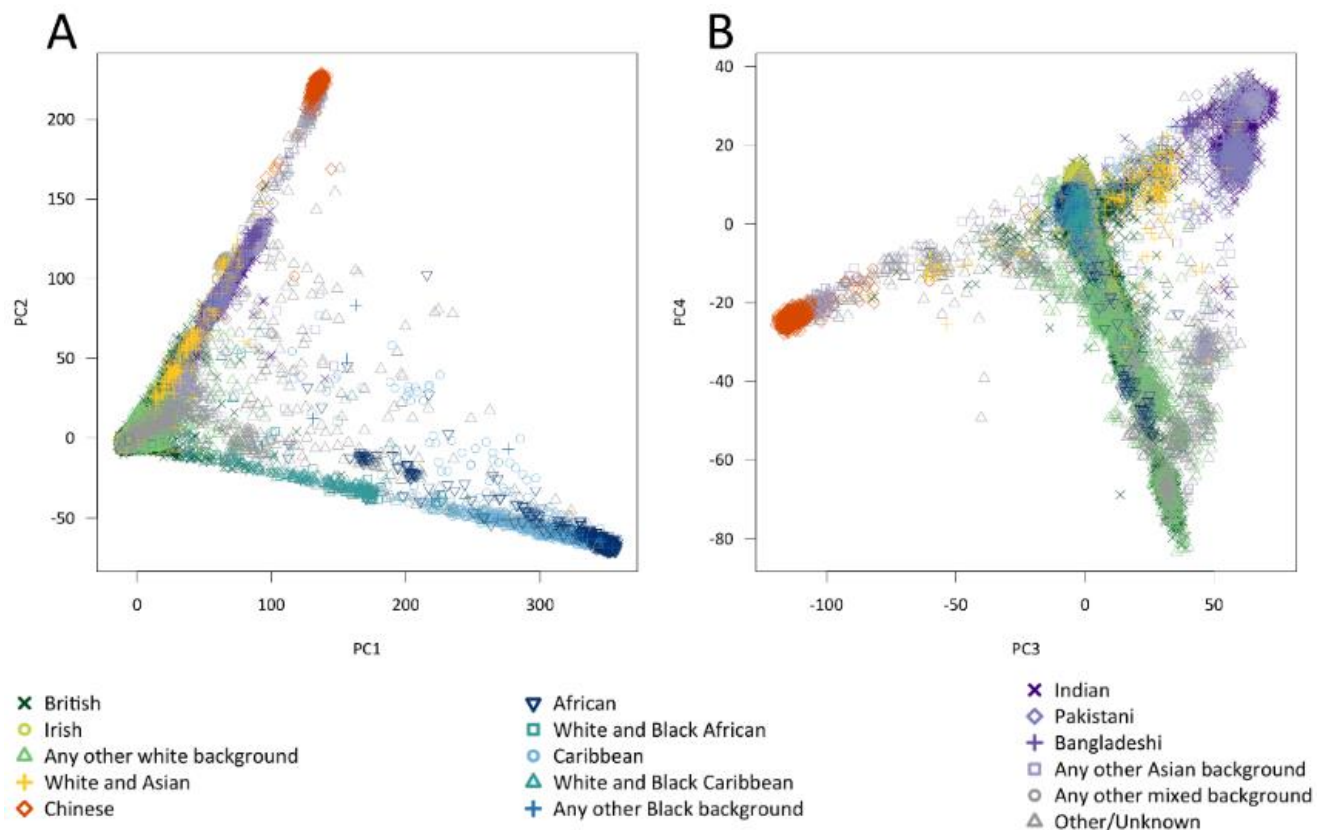 A
B
200
150
100
50
0
-50
PC2
0
100
200
300
PC1
40
20
0
-20
-40
-60
-80
PC4
-100
-50
0
50
PC3
British
Irish
Any other white background
White and Asian
Chinese
African
White and Black African
Caribbean
White and Black Caribbean
Any other Black background
Indian
Pakistani
Bangladeshi
Any other Asian background
Any other mixed background
Other/Unknown